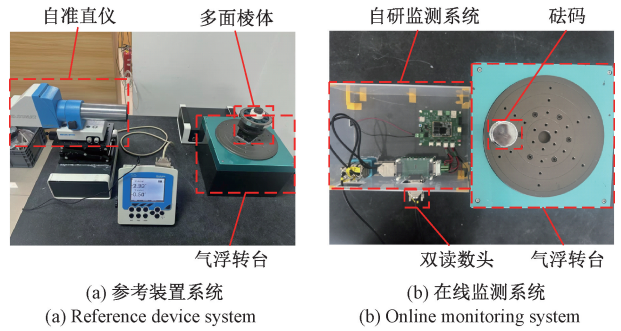 自准直仪
多面棱体
自研监测系统
砝码
气浮转台
双读数头
气浮转台
(a) 参考装置系统
(b) 在线监测系统
(a) Reference device system
(b) Online monitoring system